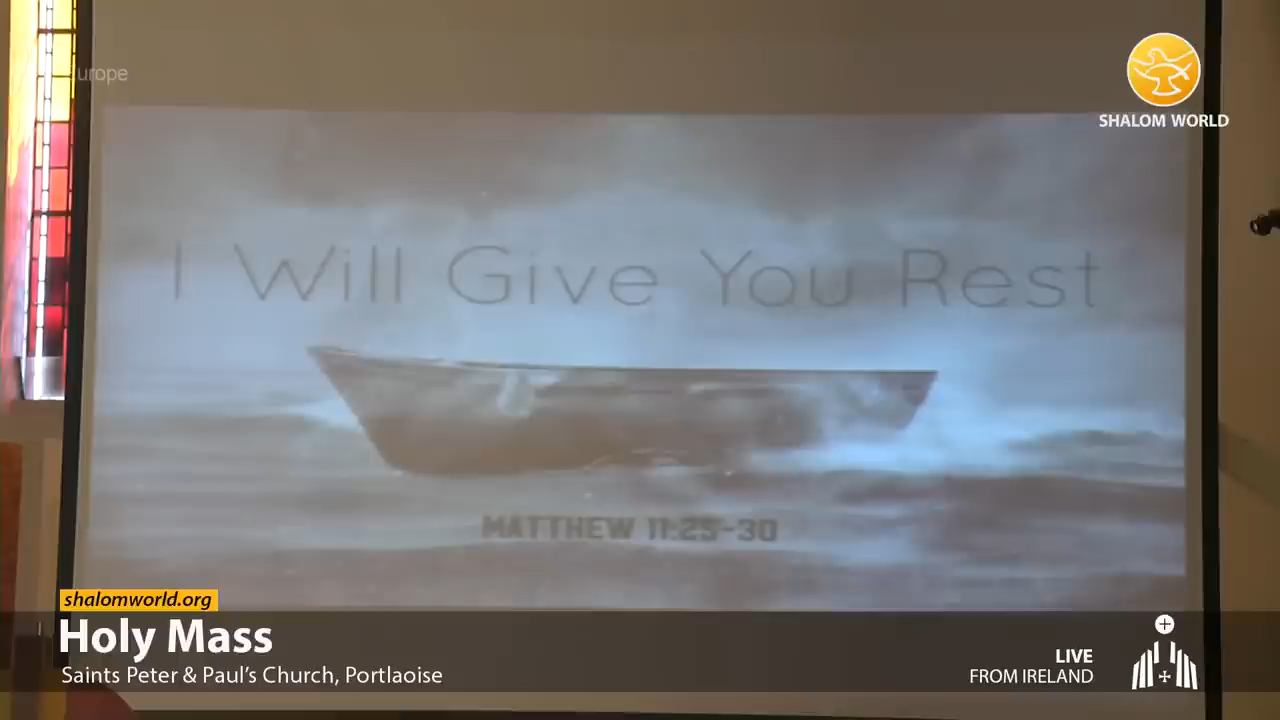 urope
SHALOM WORLD
I Will Give You Rest
MATTHEW 11:25-30
shalomworld.org
Holy Mass
Saints Peter & Paul's Church, Portlaoise
LIVE
FROM IRELAND